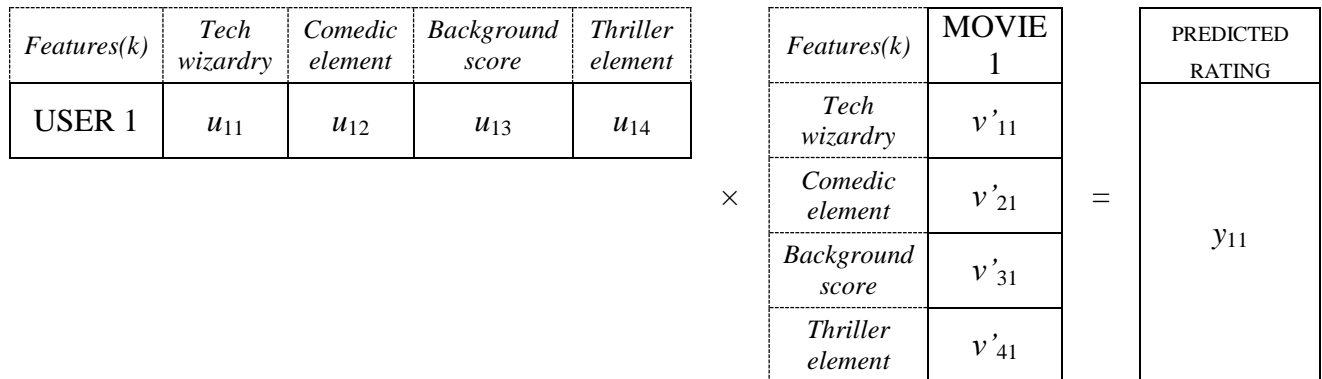 Features(k) Tech wizardry Comedic element Background score Thriller element
USER 1 u11 u12 u13 u14
×
Features(k) MOVIE 1
Tech wizardry v’11
Comedic element v’21
Background score v’31
Thriller element v’41
=
PREDICTED
RATING
y11